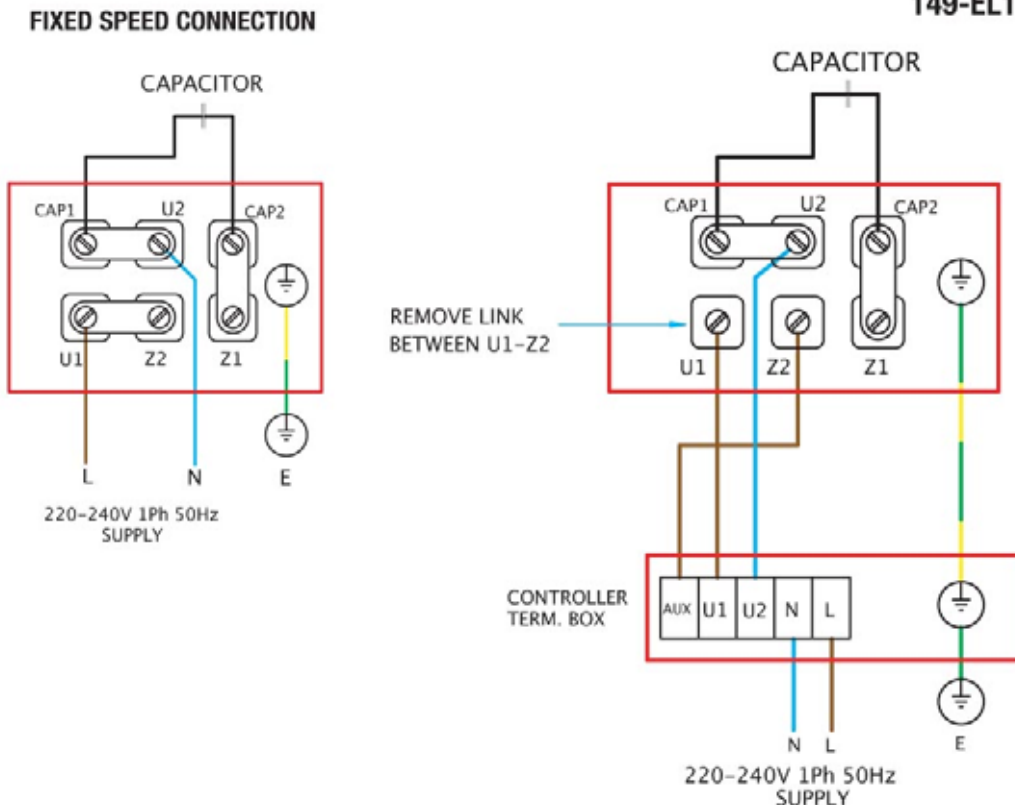 FIXED SPEED CONNECTION
CAPACITOR
CAP1
U2
CAP2
U1
Z2
Z1
L
N
E
220-240V 1Ph 50Hz
SUPPLY
CAPACITOR
CAP1
U2
CAP2
REMOVE LINK
BETWEEN U1-Z2
U1
Z2
Z1
CONTROLLER
TERM. BOX
AUX U1 U2 N L
N
L
E
220-240V 1Ph 50Hz
SUPPLY